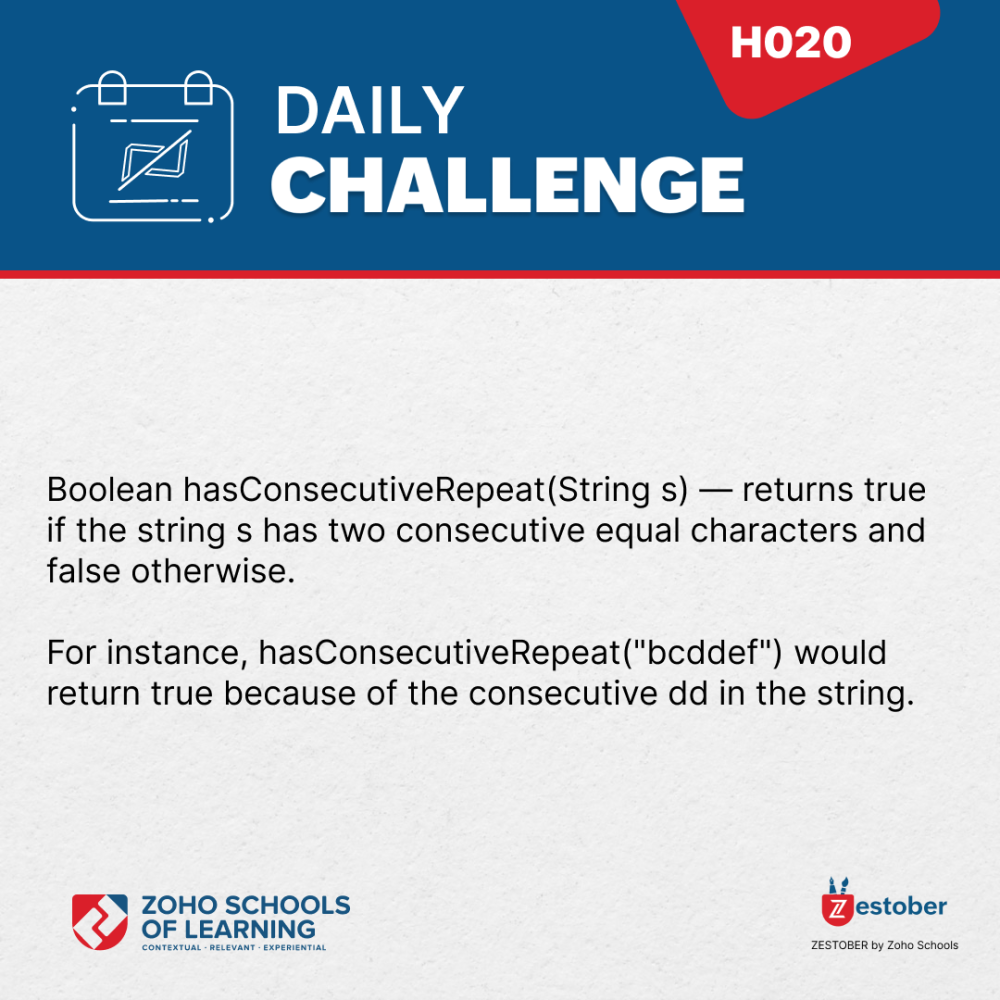 H020
DAILY
CHALLENGE
Boolean hasConsecutiveRepeat(String s) — returns true
if the string s has two consecutive equal characters and
false otherwise.
For instance, hasConsecutiveRepeat("bcddef") would
return true because of the consecutive dd in the string.
ZOHO SCHOOLS
OF LEARNING
CONTEXTUAL · RELEVANT · EXPERIENTIAL
Zestober
ZESTOBER by Zoho Schools